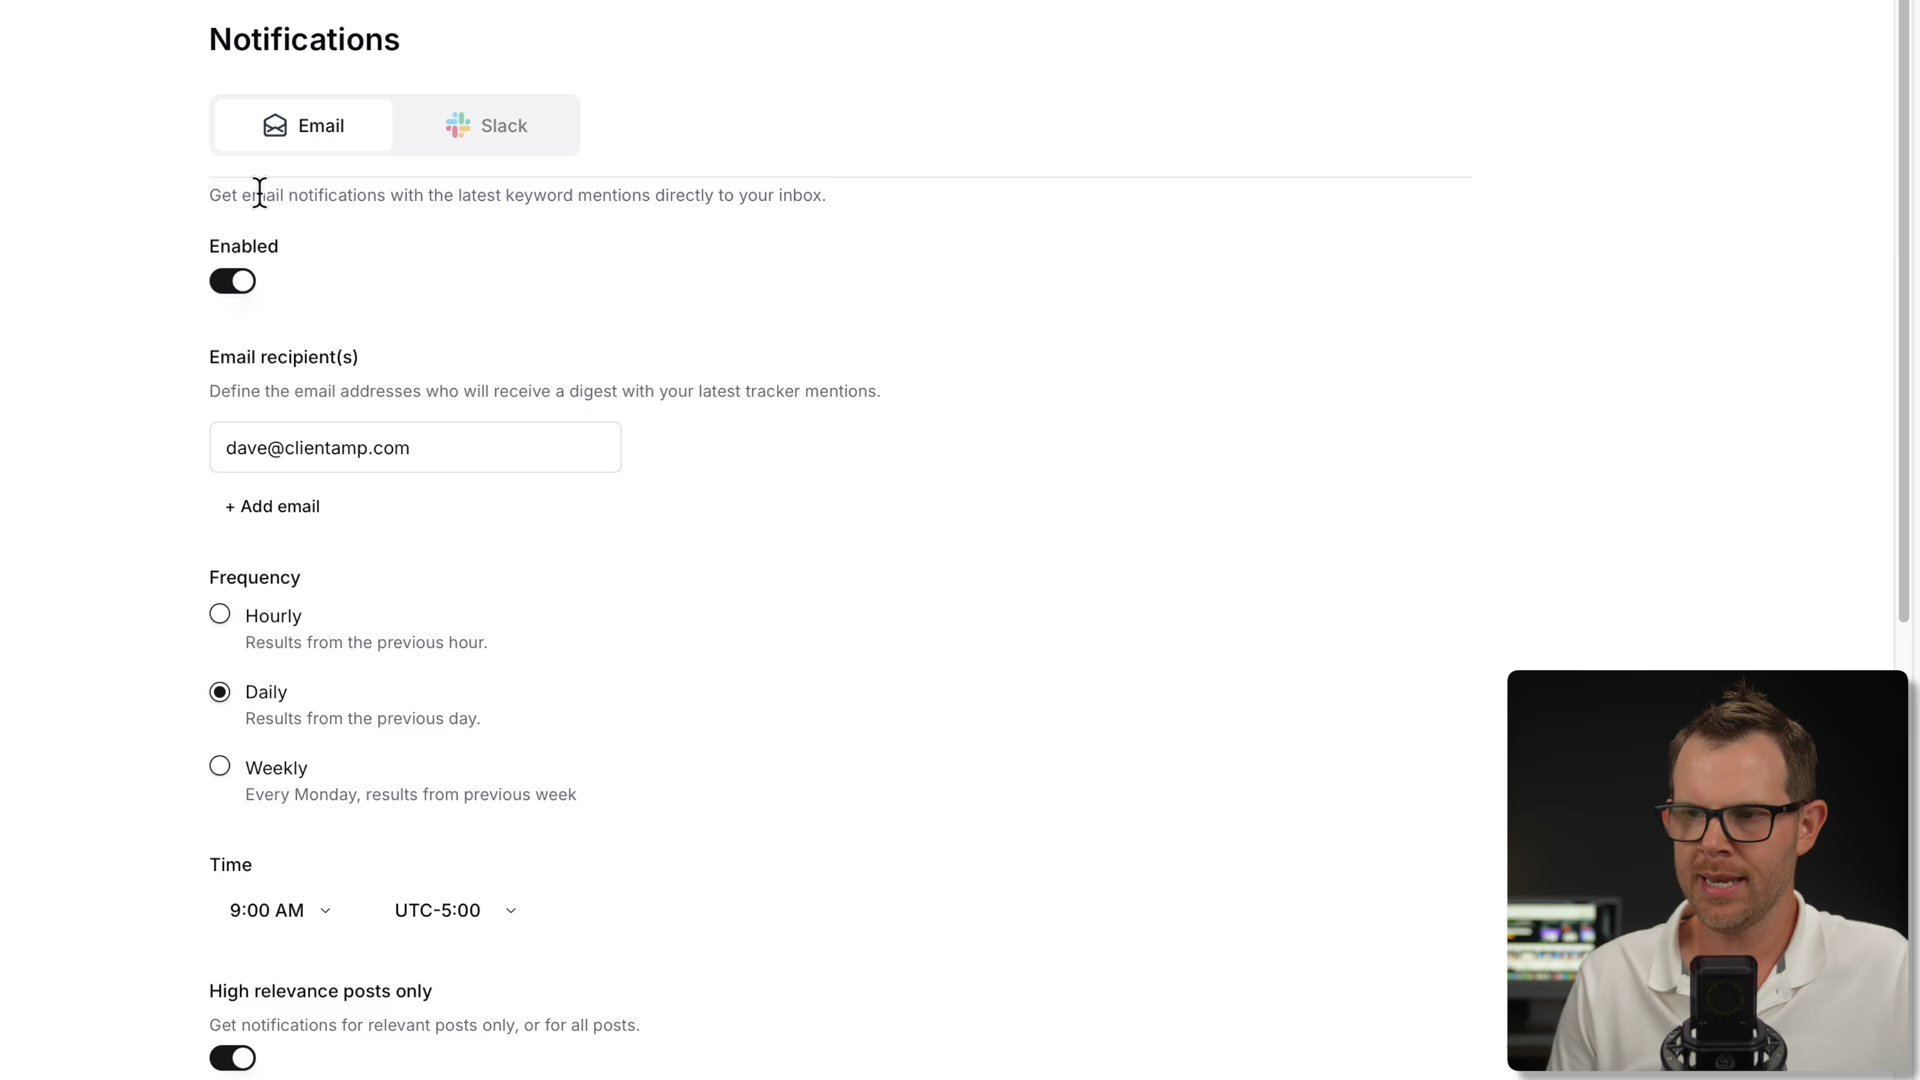 Notifications
Email
Slack
Get email notifications with the latest keyword mentions directly to your inbox.
Enabled
Email recipient(s)
Define the email addresses who will receive a digest with your latest tracker mentions.
dave@clientamp.com
+ Add email
Frequency
Hourly
Results from the previous hour.
Daily
Results from the previous day.
Weekly
Every Monday, results from previous week
Time
9:00 AM
UTC-5:00
High relevance posts only
Get notifications for relevant posts only, or for all posts.